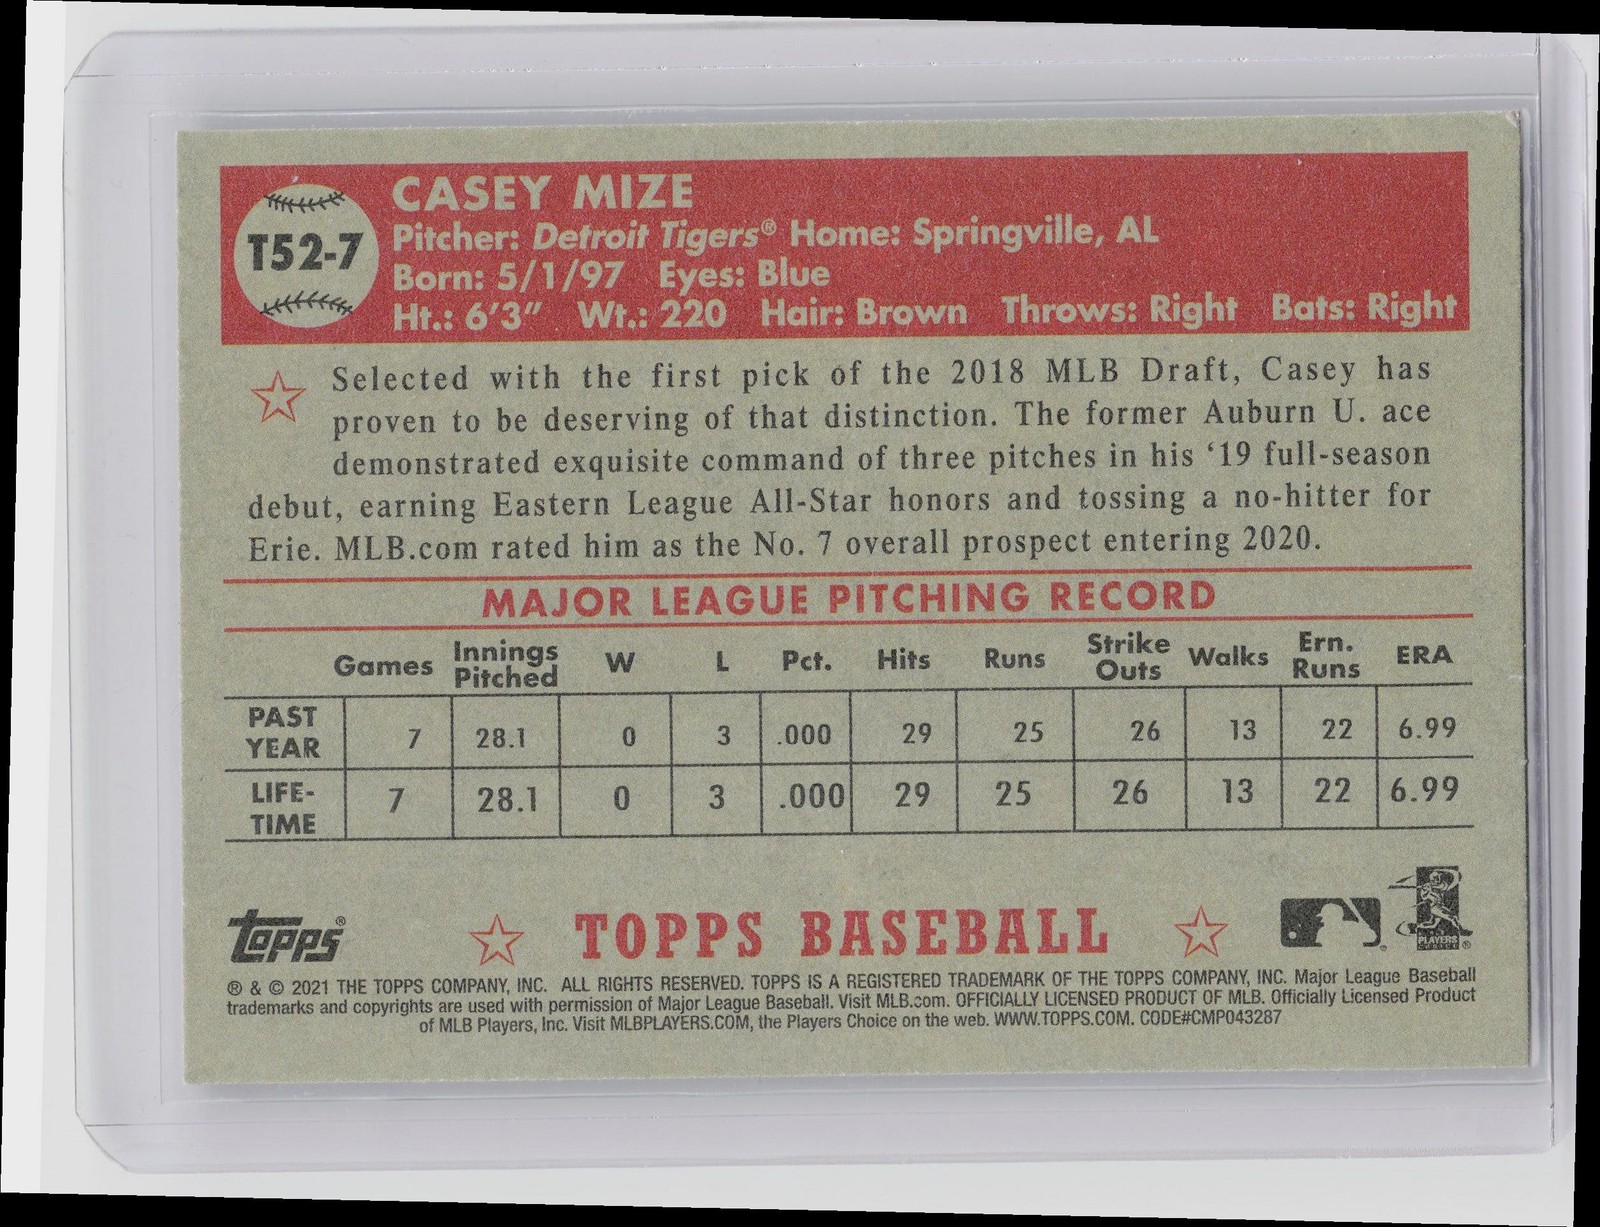 T52-7
CASEY MIZE
Pitcher: Detroit Tigers® Home: Springville, AL
Born: 5/1/97 Eyes: Blue
Ht.: 6'3" Wt.: 220 Hair: Brown Throws: Right Bats: Right
Selected with the first pick of the 2018 MLB Draft, Casey has
proven to be deserving of that distinction. The former Auburn U. ace
demonstrated exquisite command of three pitches in his ‘19 full-season
debut, earning Eastern League All-Star honors and tossing a no-hitter for
Erie. MLB.com rated him as the No. 7 overall prospect entering 2020.
MAJOR LEAGUE PITCHING RECORD
Games Innings Pitched W L Pct. Hits Runs Strike Outs Walks Ern. Runs ERA
PAST YEAR 7 28.1 0 3 .000 29 25 26 13 22 6.99
LIFE-TIME 7 28.1 0 3 .000 29 25 26 13 22 6.99
Topps® TOPPS BASEBALL
PLAYERS CHOICE ®
® & © 2021 THE TOPPS COMPANY, INC. ALL RIGHTS RESERVED. TOPPS IS A REGISTERED TRADEMARK OF THE TOPPS COMPANY, INC. Major League Baseball
trademarks and copyrights are used with permission of Major League Baseball. Visit MLB.com. OFFICIALLY LICENSED PRODUCT OF MLB. Officially Licensed Product
of MLB Players, Inc. Visit MLBPLAYERS.COM, the Players Choice on the web. WWW.TOPPS.COM. CODE#CMP043287